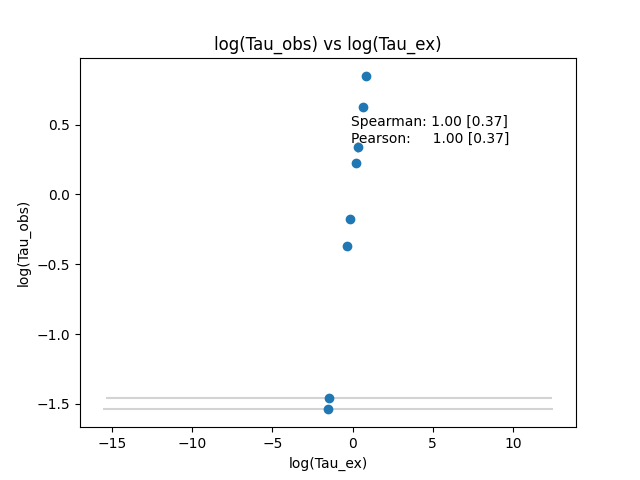 log(Tau_obs) vs log(Tau_ex)
Spearman: 1.00 [0.37]
Pearson: 1.00 [0.37]
0.5
0.0
−0.5
−1.0
−1.5
log(Tau_obs)
−15
−10
−5
0
5
10
log(Tau_ex)